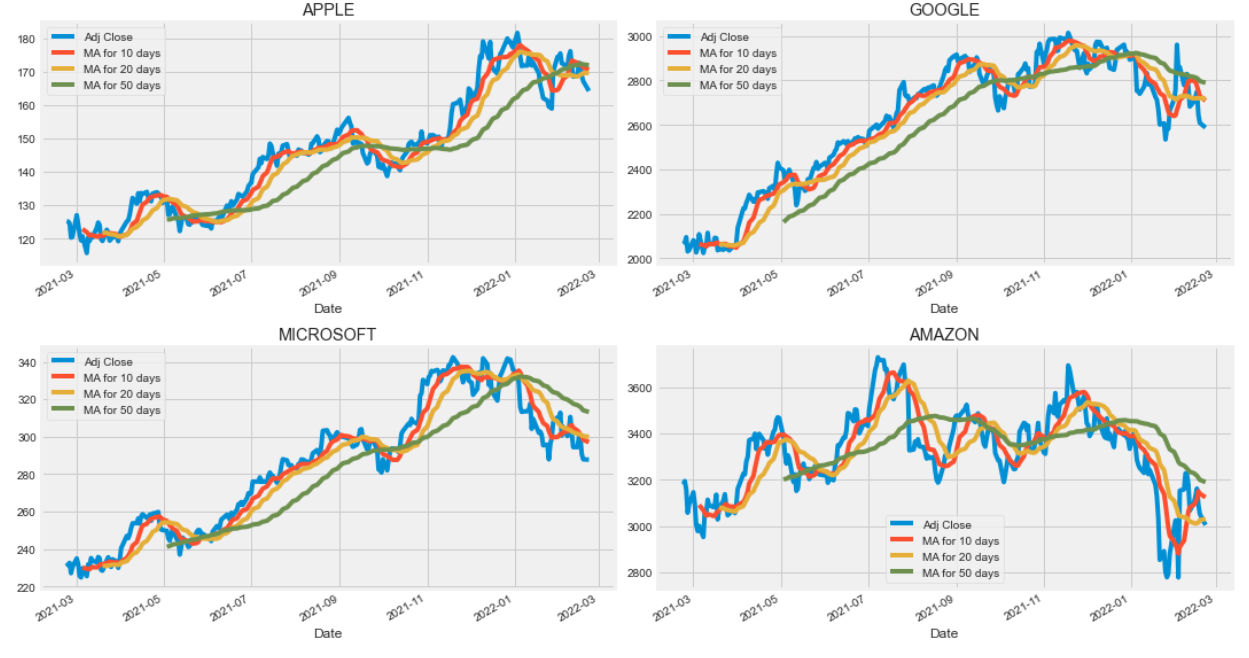 APPLE
Adj Close
MA for 10 days
MA for 20 days
MA for 50 days
180
170
160
150
140
130
120
2021-03
2021-05
2021-07
2021-09
2021-11
2022-01
2022-03
Date
GOOGLE
Adj Close
MA for 10 days
MA for 20 days
MA for 50 days
3000
2800
2600
2400
2200
2000
2021-03
2021-05
2021-07
2021-09
2021-11
2022-01
2022-03
Date
MICROSOFT
Adj Close
MA for 10 days
MA for 20 days
MA for 50 days
340
320
300
280
260
240
220
2021-03
2021-05
2021-07
2021-09
2021-11
2022-01
2022-03
Date
AMAZON
3600
3400
3200
3000
2800
Adj Close
MA for 10 days
MA for 20 days
MA for 50 days
2021-03
2021-05
2021-07
2021-09
2021-11
2022-01
2022-03
Date